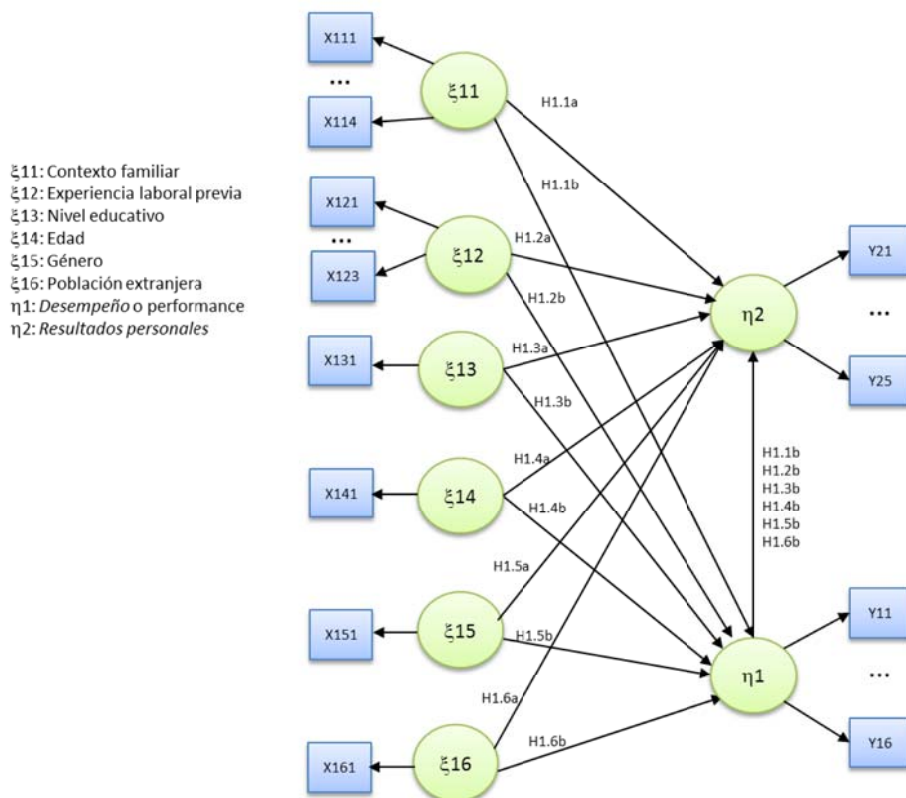 ξ11: Contexto familiar
ξ12: Experiencia laboral previa
ξ13: Nivel educativo
ξ14: Edad
ξ15: Género
ξ16: Población extranjera
η1: Desempeño o performance
η2: Resultados personales
X111
...
X114
ξ11
H1.1a
H1.1b
X121
...
X123
ξ12
H1.2a
H1.2b
X131
ξ13
H1.3a
H1.3b
X141
ξ14
H1.4a
H1.4b
X151
ξ15
H1.5a
H1.5b
X161
ξ16
H1.6a
H1.6b
η2
Y21
...
Y25
H1.1b
H1.2b
H1.3b
H1.4b
H1.5b
H1.6b
η1
Y11
...
Y16